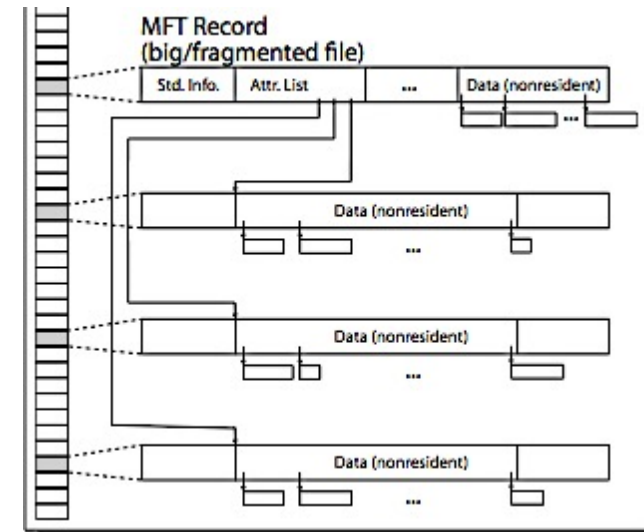 MFT Record
(big/fragmented file)
Std. Info. Attr. List ... Data (nonresident)
...
Data (nonresident)
...
Data (nonresident)
...
Data (nonresident)
...